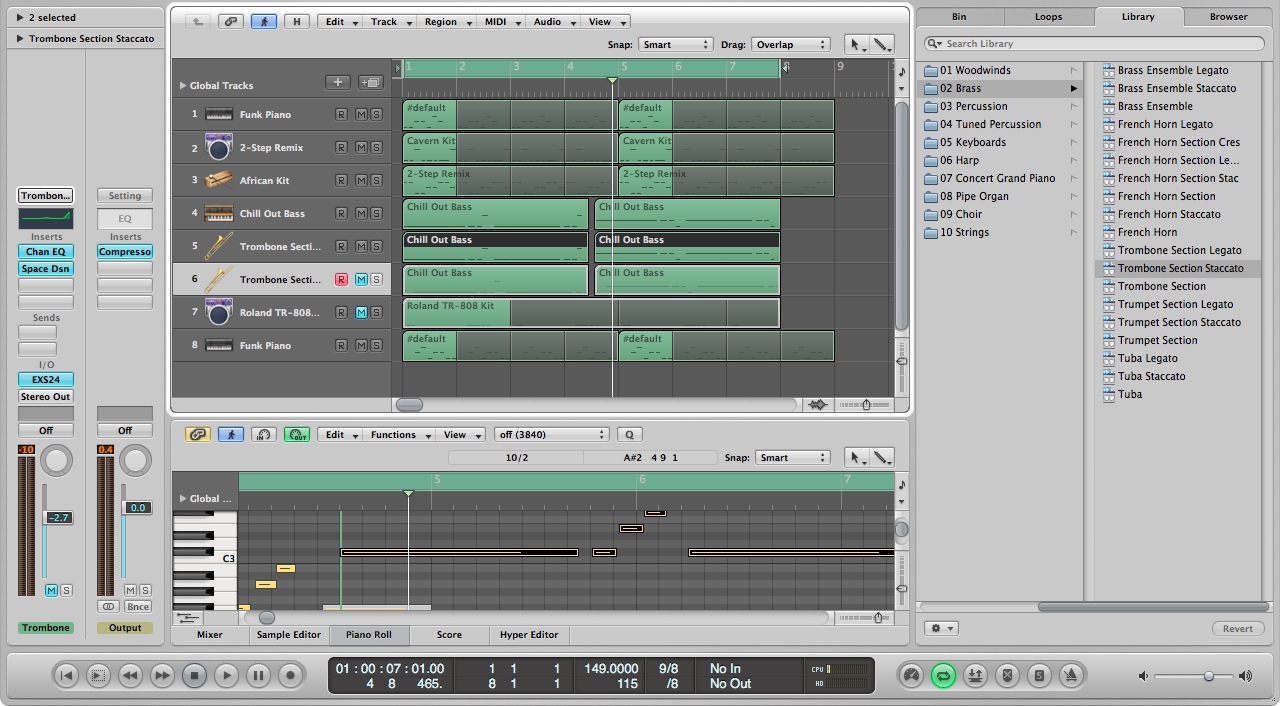 2 selected
Trombone Section Staccato
Trombon...
Setting
EQ
Inserts
Inserts
Chan EQ
Compresso
Space Dsn
Sends
I/O
EXS24
Stereo Out
Off
Off
-10
0.4
-2.7
0.0
M S
M S
Bnce
Trombone
Output
H
Edit
Track
Region
MIDI
Audio
View
Snap: Smart
Drag: Overlap
1 2 3 4 5 6 7 8 9
Global Tracks
1 Funk Piano R M S
#default
#default
2 2-Step Remix R M S
Cavern Kit
Cavern Kit
3 African Kit R M S
2-Step Remix
2-Step Remix
4 Chill Out Bass R M S
Chill Out Bass
Chill Out Bass
5 Trombone Secti... R M S
Chill Out Bass
Chill Out Bass
6 Trombone Secti... R M S
Chill Out Bass
Chill Out Bass
7 Roland TR-808... R M S
Roland TR-808 Kit
8 Funk Piano R M S
#default
#default
IN
OUT
Edit
Functions
View
off (3840)
Q
10/2
A#2 4 9 1
Snap: Smart
5 6 7
Global ...
C3
Mixer
Sample Editor
Piano Roll
Score
Hyper Editor
Bin
Loops
Library
Browser
Search Library
01 Woodwinds
02 Brass
03 Percussion
04 Tuned Percussion
05 Keyboards
06 Harp
07 Concert Grand Piano
08 Pipe Organ
09 Choir
10 Strings
Brass Ensemble Legato
Brass Ensemble Staccato
Brass Ensemble
French Horn Legato
French Horn Section Cres
French Horn Section Le...
French Horn Section Stac
French Horn Section
French Horn Staccato
French Horn
Trombone Section Legato
Trombone Section Staccato
Trombone Section
Trumpet Section Legato
Trumpet Section Staccato
Trumpet Section
Tuba Legato
Tuba Staccato
Tuba
Revert
01 : 00 : 07 : 01.00
1 1 1
149.0000
9/8
No In
CPU
4 8 465.
8 1 1
115
/8
No Out
HD
S